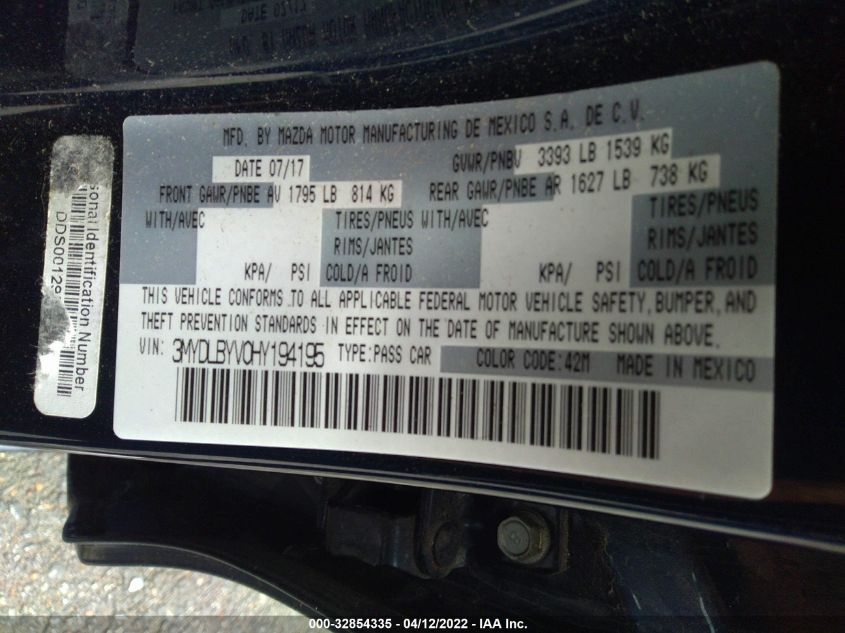 MFD. BY MAZDA MOTOR MANUFACTURING DE MEXICO S.A. DE C.V.
DATE 07/17 GVWR/PNBV 3393 LB 1539 KG
FRONT GAWR/PNBE AV 1795 LB 814 KG REAR GAWR/PNBE AR 1627 LB 738 KG
WITH/AVEC TIRES/PNEUS WITH/AVEC TIRES/PNEUS
RIMS/JANTES RIMS/JANTES
KPA/ PSI COLD/A FROID KPA/ PSI COLD/A FROID
THIS VEHICLE CONFORMS TO ALL APPLICABLE FEDERAL MOTOR VEHICLE SAFETY, BUMPER, AND
THEFT PREVENTION STANDARDS IN EFFECT ON THE DATE OF MANUFACTURE SHOWN ABOVE.
VIN: 3MYDLBYV0HY194195 TYPE:PASS CAR COLOR CODE:42M MADE IN MEXICO
sonal Identification Number
DDS00129
000-32854335 - 04/12/2022 - IAA Inc.